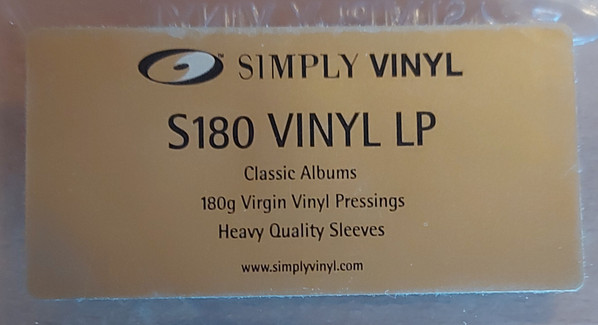 SIMPLY VINYL
S180 VINYL LP
Classic Albums
180g Virgin Vinyl Pressings
Heavy Quality Sleeves
www.simplyvinyl.com